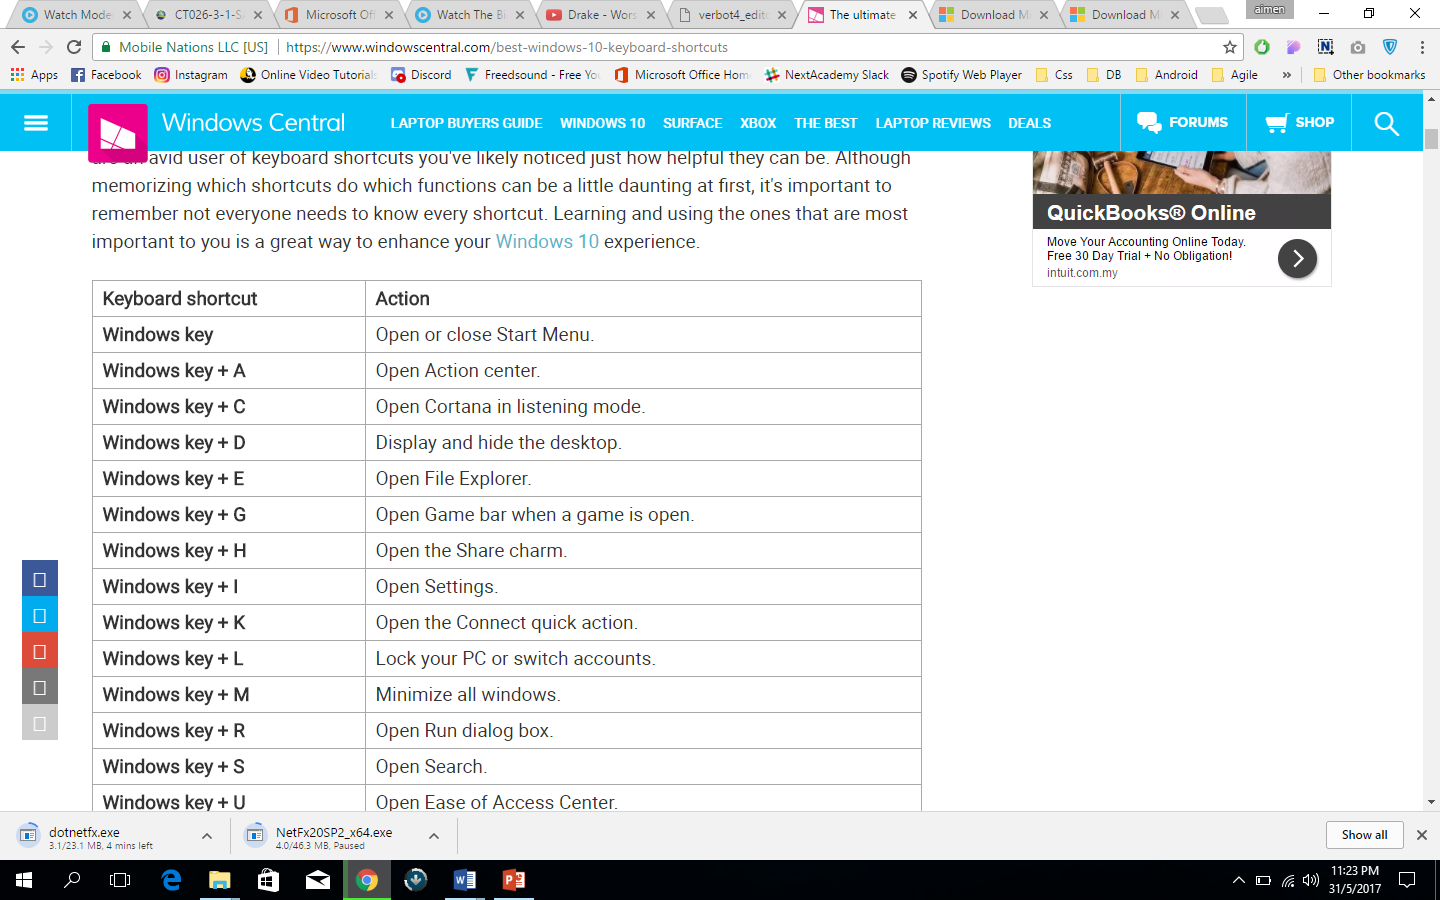 Watch Mode
CT026-3-1-S
Microsoft Off
Watch The B
Drake - Wors
verbot4_edit
The ultimate
Download M
Download M
aimen
Mobile Nations LLC [US]
https://www.windowscentral.com/best-windows-10-keyboard-shortcuts
Apps
Facebook
Instagram
Online Video Tutorials
Discord
Freedsound - Free Yo
Microsoft Office Hom
NextAcademy Slack
Spotify Web Player
Css
DB
Android
Agile
»
Other bookmarks
Windows Central
LAPTOP BUYERS GUIDE
WINDOWS 10
SURFACE
XBOX
THE BEST
LAPTOP REVIEWS
DEALS
FORUMS
SHOP
are an avid user of keyboard shortcuts you've likely noticed just how helpful they can be. Although
memorizing which shortcuts do which functions can be a little daunting at first, it's important to
remember not everyone needs to know every shortcut. Learning and using the ones that are most
important to you is a great way to enhance your Windows 10 experience.
QuickBooks® Online
Move Your Accounting Online Today.
Free 30 Day Trial + No Obligation!
intuit.com.my
Keyboard shortcut Action
Windows key Open or close Start Menu.
Windows key + A Open Action center.
Windows key + C Open Cortana in listening mode.
Windows key + D Display and hide the desktop.
Windows key + E Open File Explorer.
Windows key + G Open Game bar when a game is open.
Windows key + H Open the Share charm.
Windows key + I Open Settings.
Windows key + K Open the Connect quick action.
Windows key + L Lock your PC or switch accounts.
Windows key + M Minimize all windows.
Windows key + R Open Run dialog box.
Windows key + S Open Search.
Windows key + U Open Ease of Access Center.
dotnetfx.exe
3.1/23.1 MB, 4 mins left
NetFx20SP2_x64.exe
4.0/46.3 MB, Paused
Show all
11:23 PM
31/5/2017